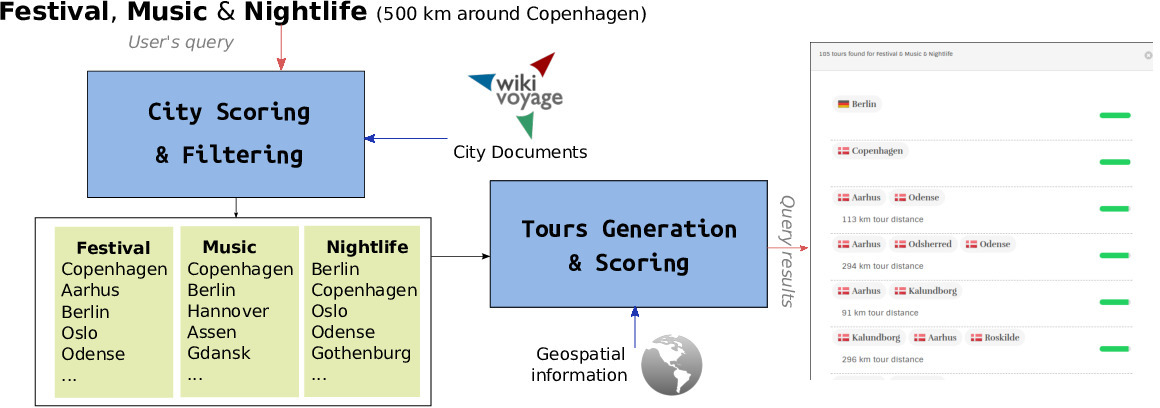 Festival, Music & Nightlife (500 km around Copenhagen)
User's query
City Scoring
& Filtering
wiki
voyage
City Documents
Festival
Copenhagen
Aarhus
Berlin
Oslo
Odense
...
Music
Copenhagen
Berlin
Hannover
Assen
Gdansk
...
Nightlife
Berlin
Copenhagen
Oslo
Odense
Gothenburg
...
Tours Generation
& Scoring
Geospatial
information
Query results
165 tours found for Festival & Music & Nightlife
Berlin
Copenhagen
Aarhus Odense
113 km tour distance
Aarhus Odsherred Odense
294 km tour distance
Aarhus Kalundborg
91 km tour distance
Kalundborg Aarhus Roskilde
296 km tour distance